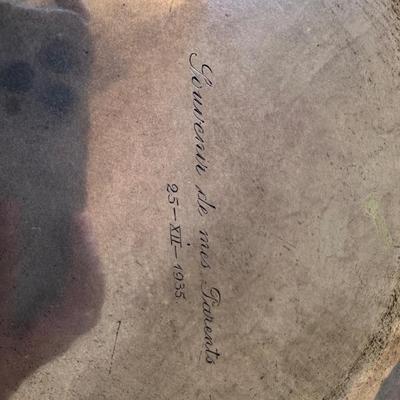 Souvenir de mes Parents
25-XII-1935.